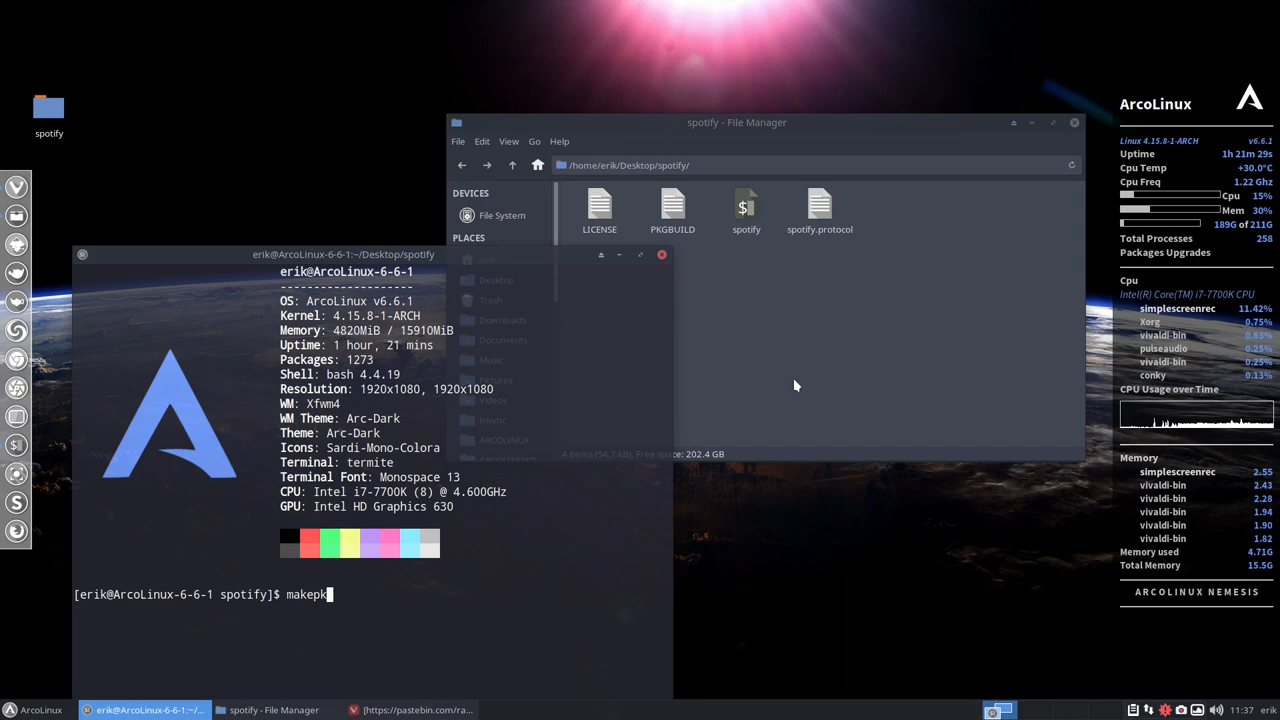 spotify
spotify - File Manager
File Edit View Go Help
/home/erik/Desktop/spotify/
DEVICES
File System
PLACES
LICENSE
PKGBUILD
spotify
spotify.protocol
Desktop
Trash
Downloads
Documents
Music
Pictures
Videos
Insync
ARCOLINUX
4 items (54.7 kB), Free space: 202.4 GB
erik@ArcoLinux-6-6-1:~/Desktop/spotify
erik@ArcoLinux-6-6-1
--------------------
OS: ArcoLinux v6.6.1
Kernel: 4.15.8-1-ARCH
Memory: 4820MiB / 15910MiB
Uptime: 1 hour, 21 mins
Packages: 1273
Shell: bash 4.4.19
Resolution: 1920x1080, 1920x1080
WM: Xfwm4
WM Theme: Arc-Dark
Theme: Arc-Dark
Icons: Sardi-Mono-Colora
Terminal: termite
Terminal Font: Monospace 13
CPU: Intel i7-7700K (8) @ 4.600GHz
GPU: Intel HD Graphics 630
[erik@ArcoLinux-6-6-1 spotify]$ makepk
ArcoLinux
Linux 4.15.8-1-ARCH v6.6.1
Uptime 1h 21m 29s
Cpu Temp +30.0°C
Cpu Freq 1.22 Ghz
Cpu 15%
Mem 30%
189G of 211G
Total Processes 258
Packages Upgrades
Cpu
Intel(R) Core(TM) i7-7700K CPU
simplescreenrec 11.42%
Xorg 0.75%
vivaldi-bin 0.63%
pulseaudio 0.25%
vivaldi-bin 0.25%
conky 0.13%
CPU Usage over Time
Memory
simplescreenrec 2.55
vivaldi-bin 2.43
vivaldi-bin 2.28
vivaldi-bin 1.94
vivaldi-bin 1.90
vivaldi-bin 1.82
Memory used 4.71G
Total Memory 15.5G
ARCOLINUX NEMESIS
ArcoLinux
erik@ArcoLinux-6-6-1:~/...
spotify - File Manager
[https://pastebin.com/ra...
11:37 erik